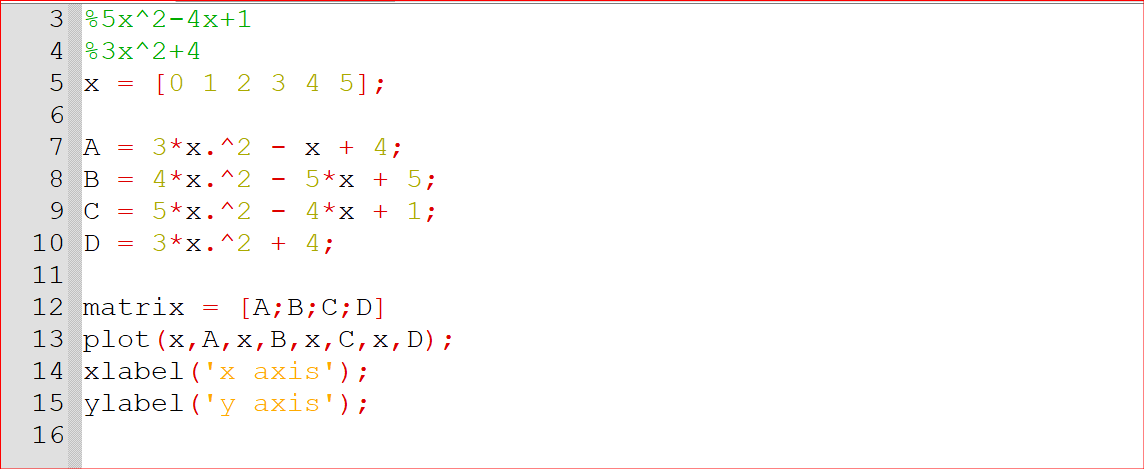 3 %5x^2-4x+1
4 %3x^2+4
5 x = [0 1 2 3 4 5];
6
7 A = 3*x.^2 - x + 4;
8 B = 4*x.^2 - 5*x + 5;
9 C = 5*x.^2 - 4*x + 1;
10 D = 3*x.^2 + 4;
11
12 matrix = [A;B;C;D]
13 plot(x,A,x,B,x,C,x,D);
14 xlabel('x axis');
15 ylabel('y axis');
16